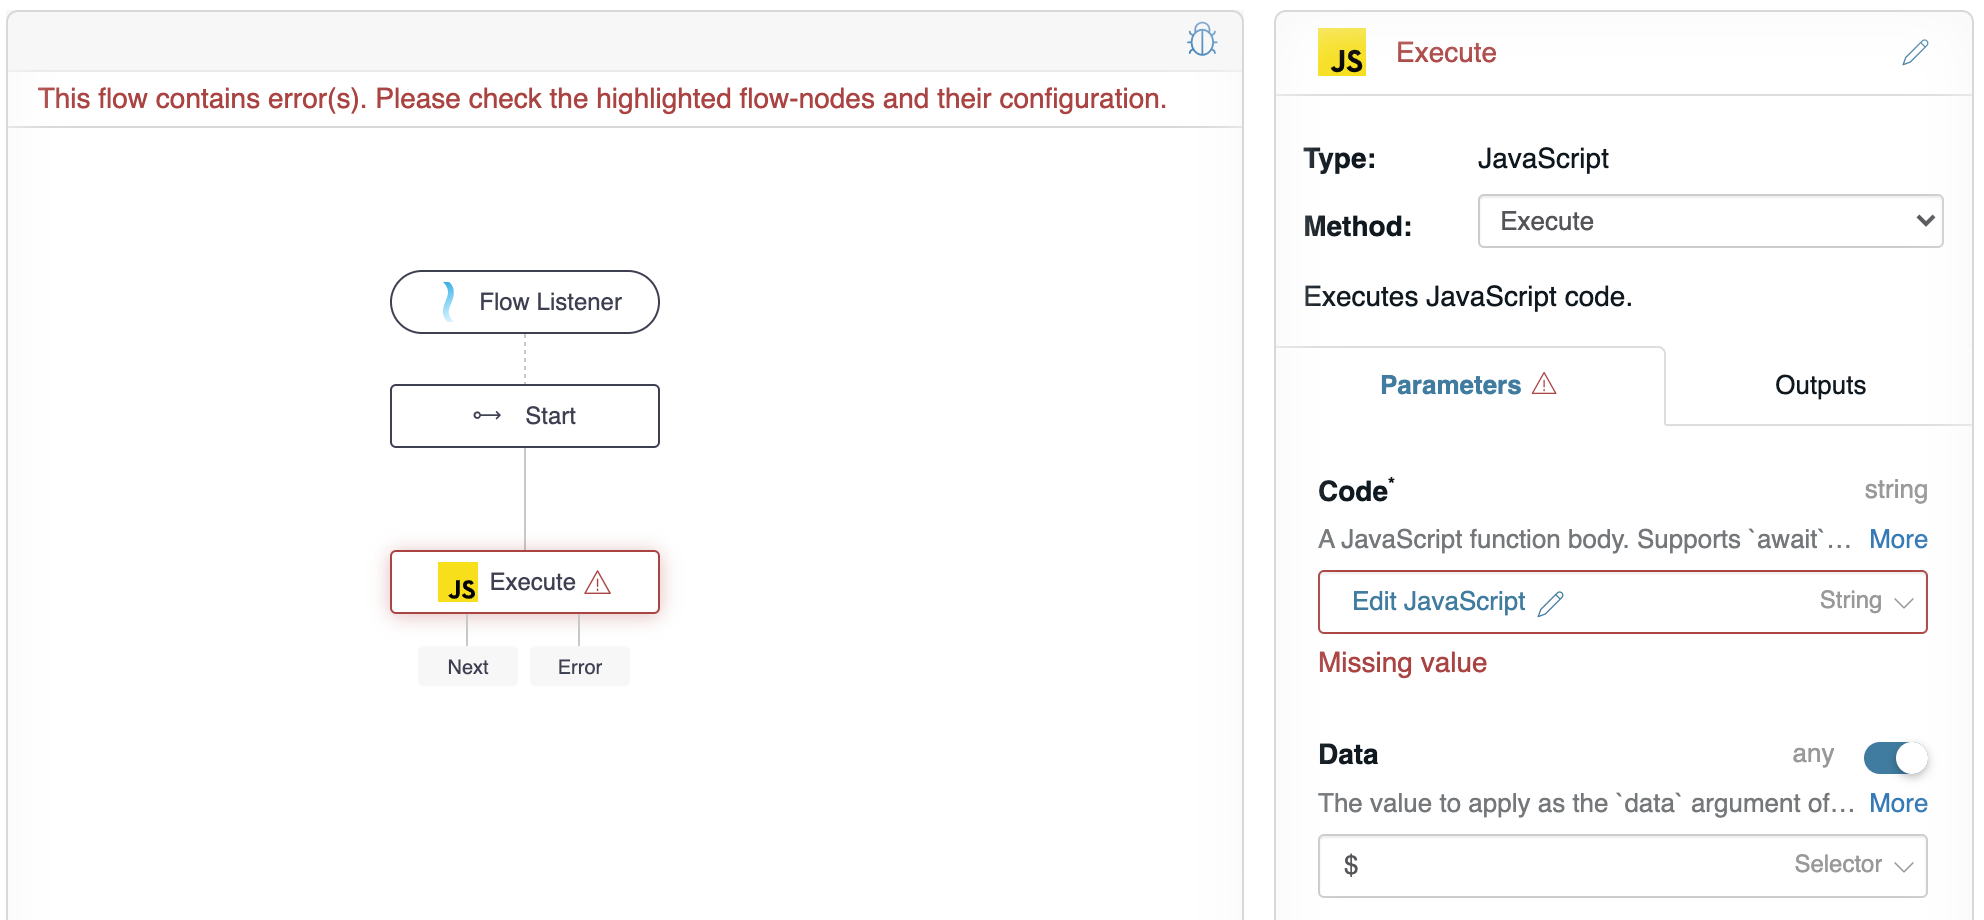 This flow contains error(s). Please check the highlighted flow-nodes and their configuration.
Flow Listener
Start
JS Execute
Next Error
JS Execute
Type: JavaScript
Method: Execute
Executes JavaScript code.
Parameters Outputs
Code* string
A JavaScript function body. Supports `await`... More
Edit JavaScript String
Missing value
Data any
The value to apply as the `data` argument of... More
$ Selector